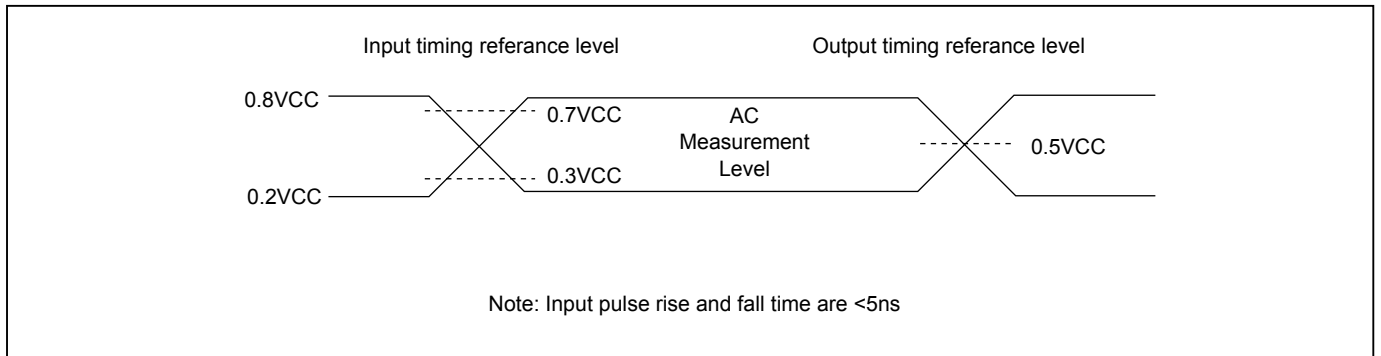 Input timing referance level
Output timing referance level
0.8VCC
0.7VCC
AC
Measurement
Level
0.5VCC
0.3VCC
0.2VCC
Note: Input pulse rise and fall time are <5ns